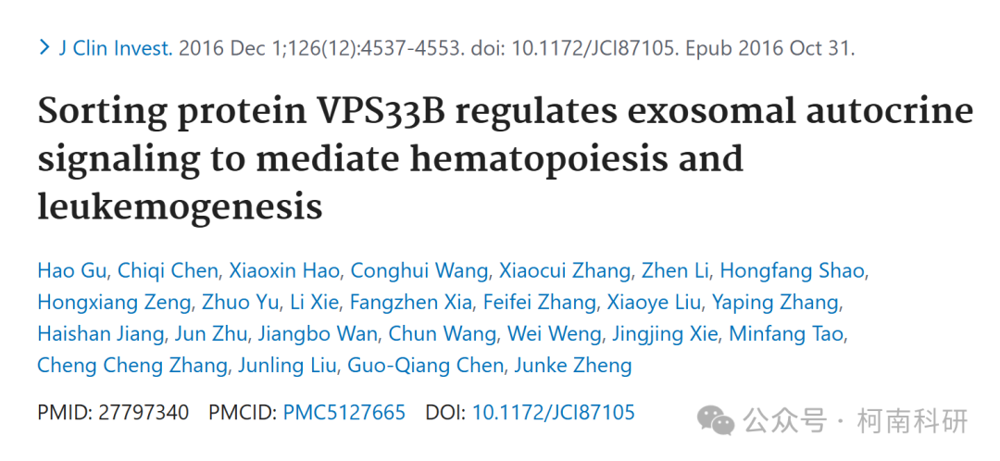 J Clin Invest. 2016 Dec 1;126(12):4537-4553. doi: 10.1172/JCI87105. Epub 2016 Oct 31.
Sorting protein VPS33B regulates exosomal autocrine
signaling to mediate hematopoiesis and
leukemogenesis
Hao Gu, Chiqi Chen, Xiaoxin Hao, Conghui Wang, Xiaocui Zhang, Zhen Li, Hongfang Shao,
Hongxiang Zeng, Zhuo Yu, Li Xie, Fangzhen Xia, Feifei Zhang, Xiaoye Liu, Yaping Zhang,
Haishan Jiang, Jun Zhu, Jiangbo Wan, Chun Wang, Wei Weng, Jingjing Xie, Minfang Tao,
Cheng Cheng Zhang, Junling Liu, Guo-Qiang Chen, Junke Zheng
PMID: 27797340 PMCID: PMC5127665 DOI: 10.1172/JCI87105
公众号 · 柯南科研